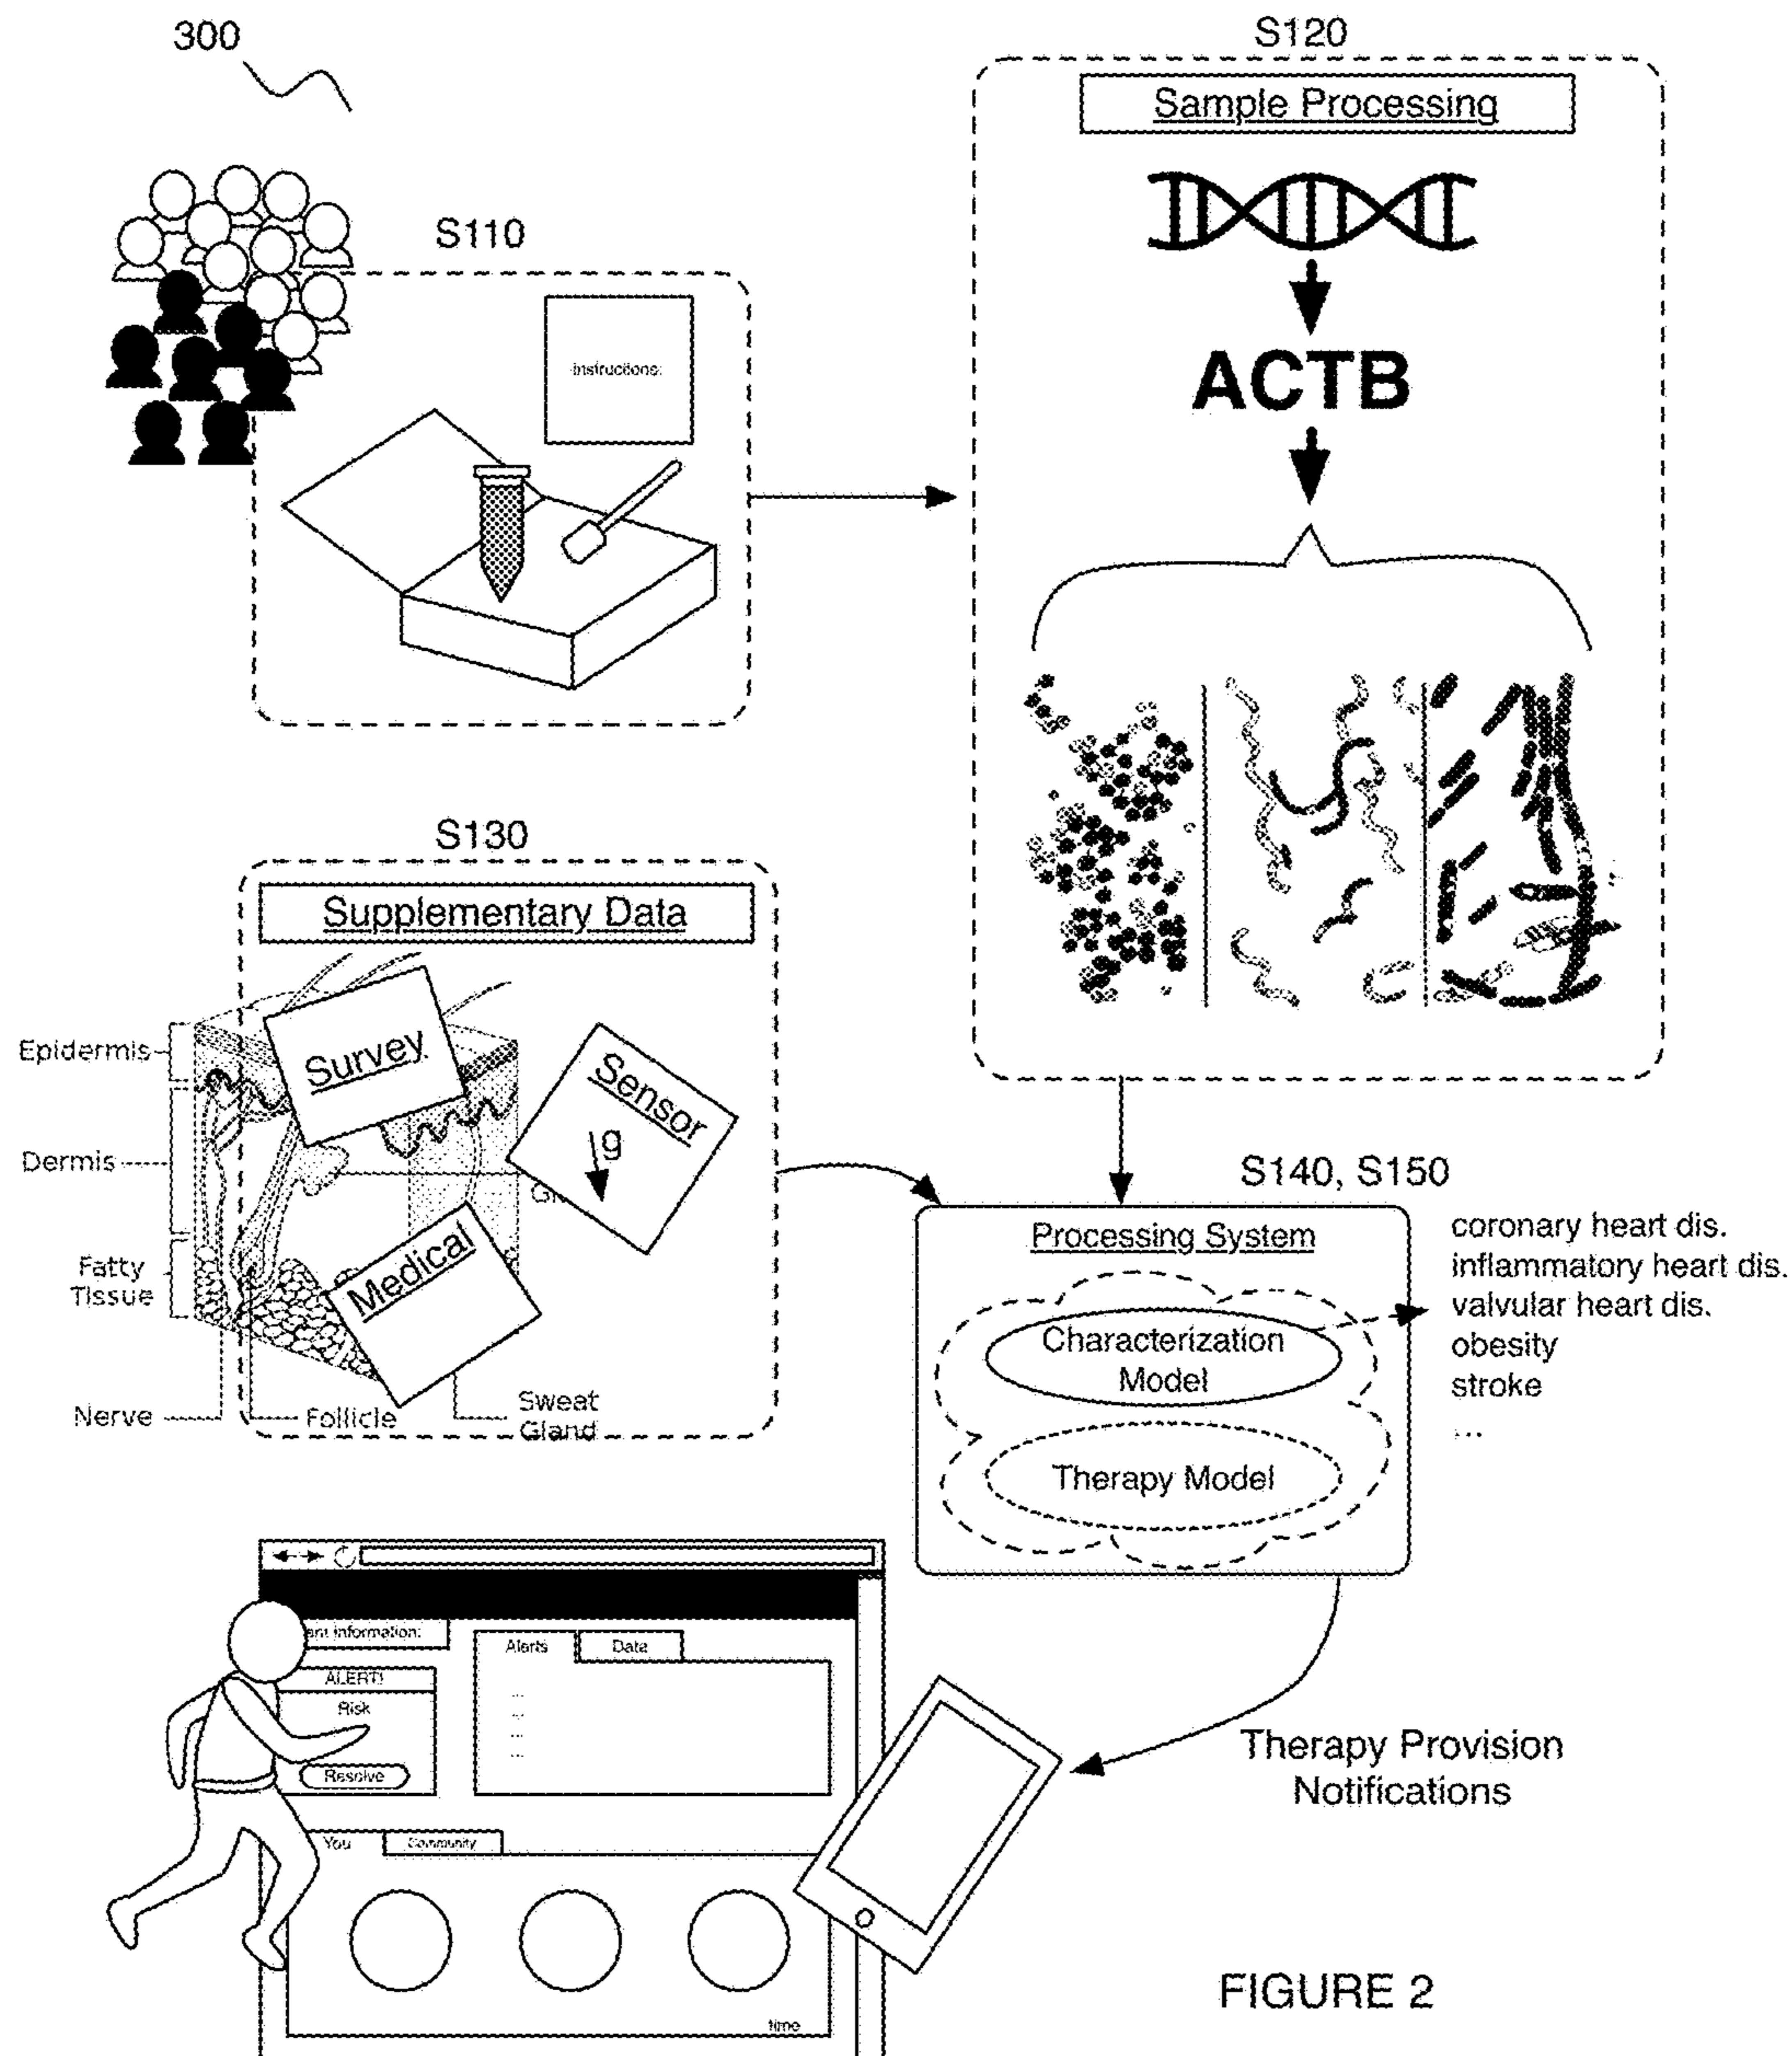 300
S110
Instructions:
S120
Sample Processing
ACTB
S130
Supplementary Data
Survey
Sensor
g
Medical
Epidermis
Dermis
Fatty
Tissue
Nerve
Follicle
Sweat
Gland
S140, S150
Processing System
Characterization
Model
Therapy Model
coronary heart dis.
inflammatory heart dis.
valvular heart dis.
obesity
stroke
...
Information:
ALERT!
Risk
Resolve
Alerts
Data
...
...
...
...
You
Community
time
Therapy Provision
Notifications
FIGURE 2